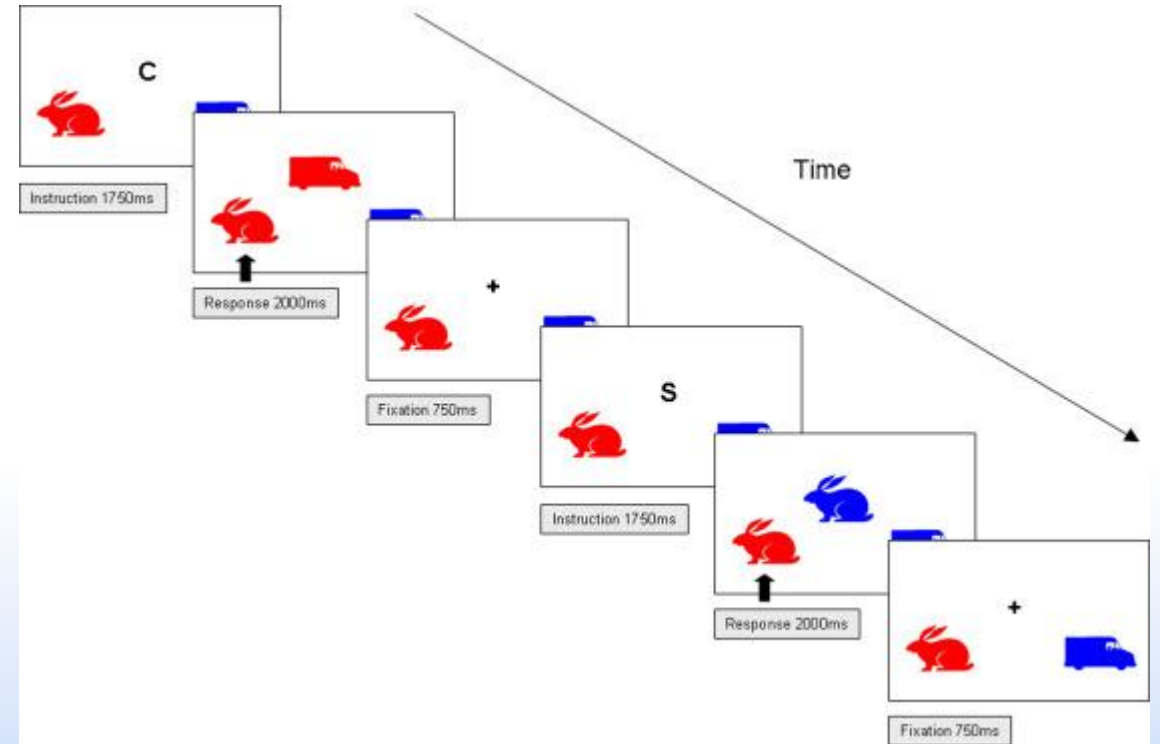 C
Instruction 1750ms
Time
Response 2000ms
+
Fixation 750ms
S
Instruction 1750ms
Response 2000ms
+
Fixation 750ms